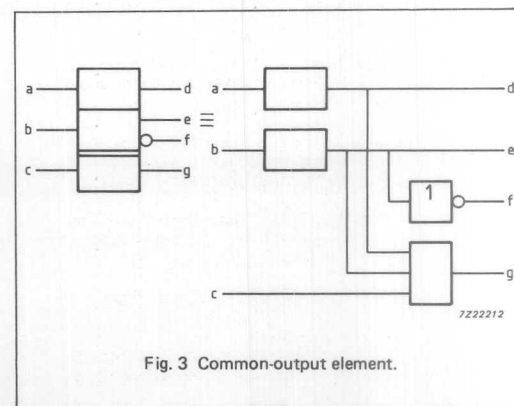 a d a d
e ≡
b f b e
c g 1 f
g
c
7Z22212
Fig. 3 Common-output element.